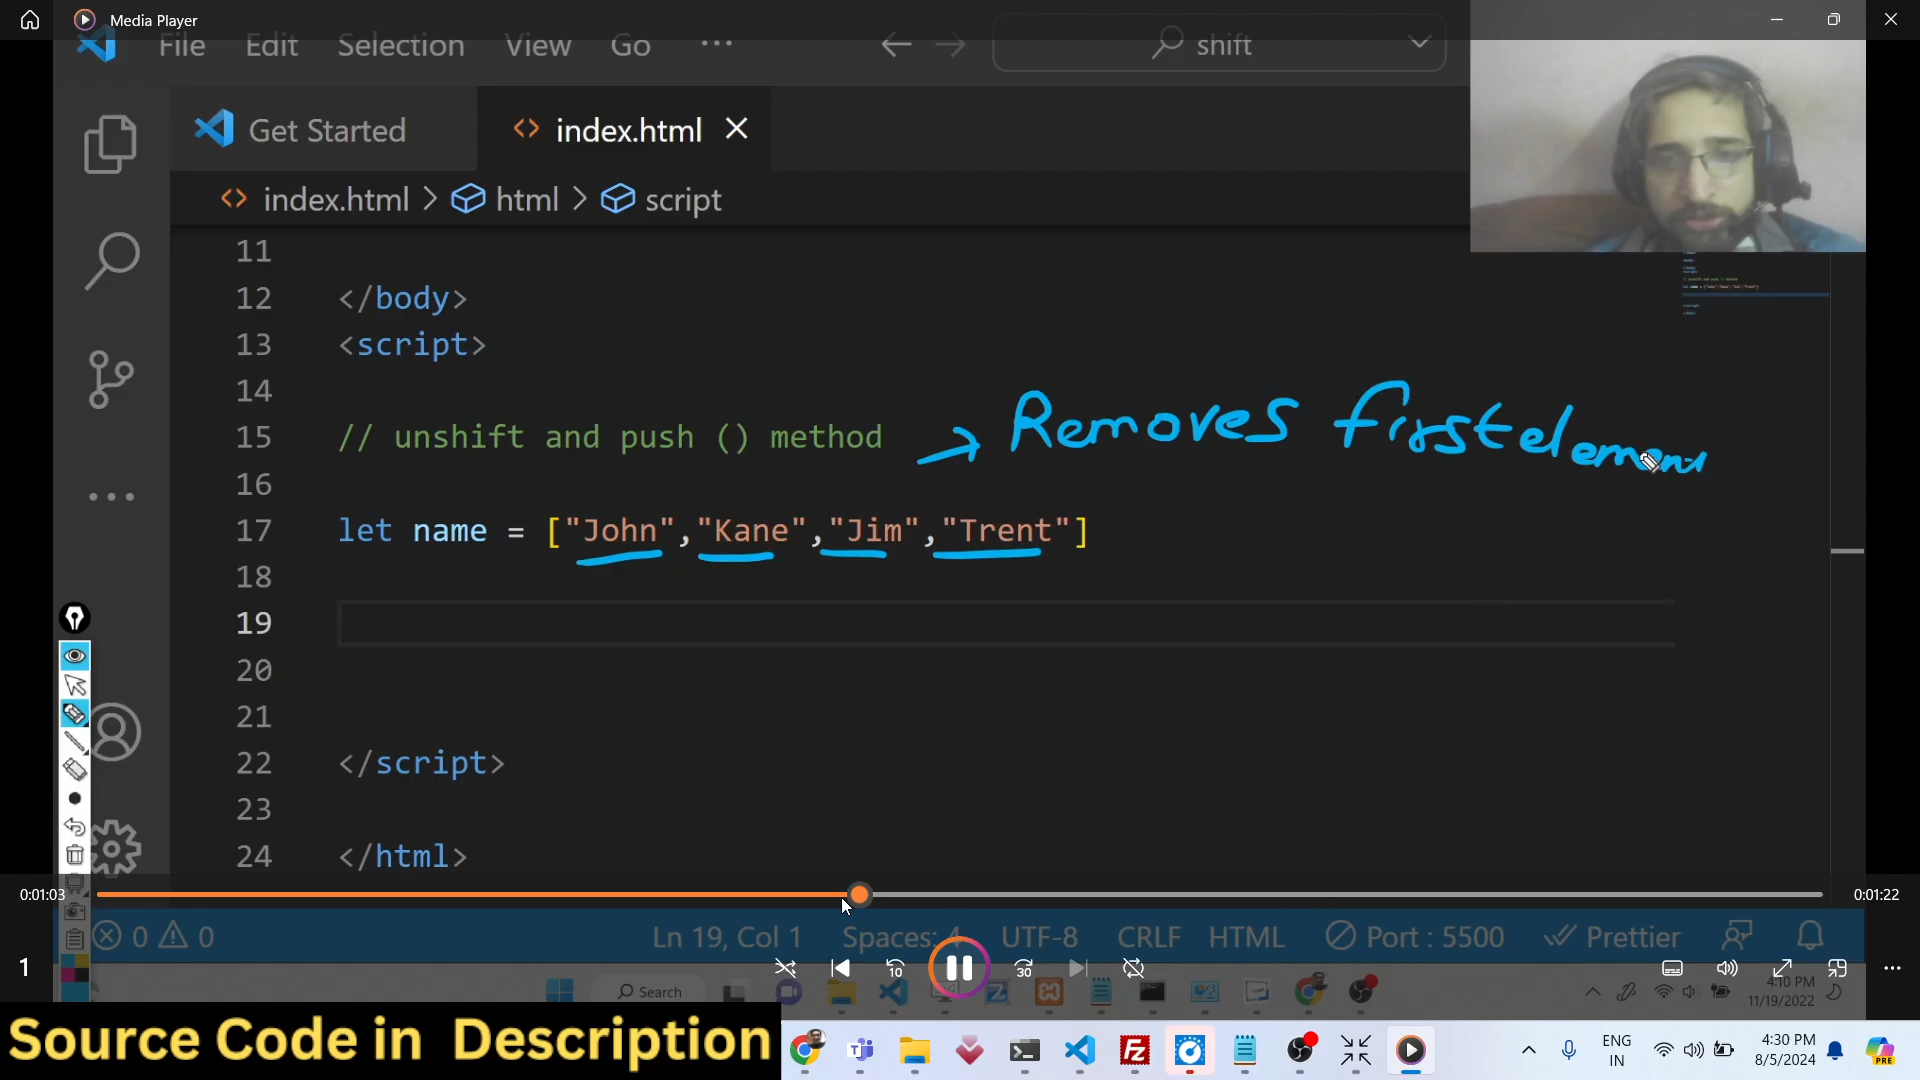 Media Player
File Edit Selection View Go ... shift
Get Started index.html
index.html > html > script
11
12 </body>
13 <script>
14
15 // unshift and push () method → Removes first element
16
17 let name = ["John","Kane","Jim","Trent"]
18
19
20
21
22 </script>
23
24 </html>
0:01:03 0:01:22
0 0 Ln 19, Col 1 Spaces: 4 UTF-8 CRLF HTML Port : 5500 Prettier
1 10 30
Search 4:10 PM
11/19/2022
Source Code in Description
ENG
IN
4:30 PM
8/5/2024
PRE